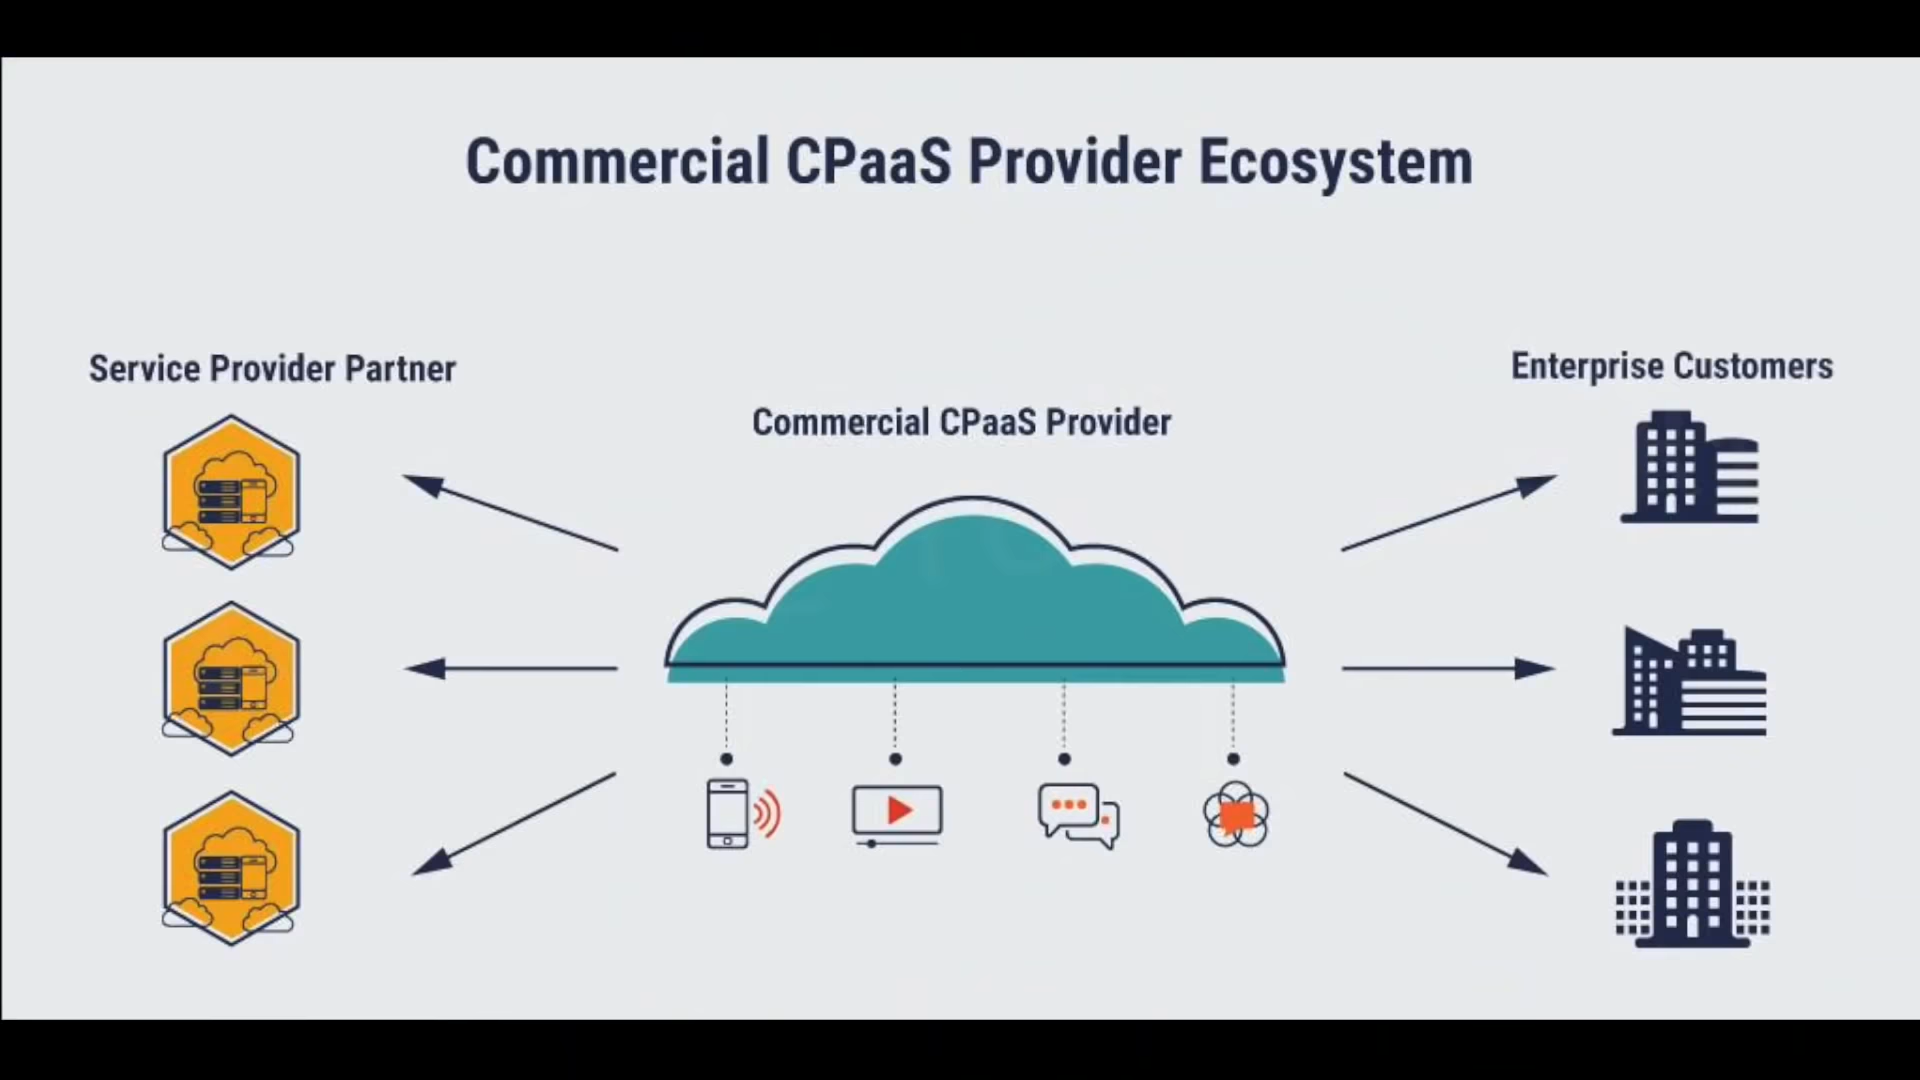 Commercial CPaaS Provider Ecosystem
Service Provider Partner
Commercial CPaaS Provider
Enterprise Customers